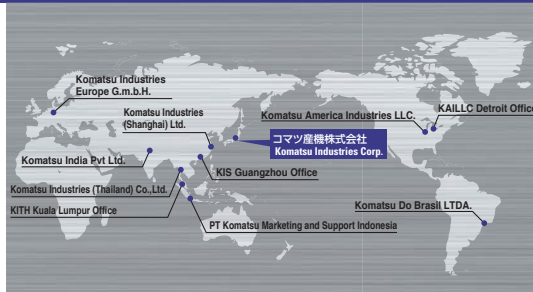 Komatsu Industries
Europe G.m.b.H.
Komatsu Industries
(Shanghai) Ltd.
Komatsu America Industries LLC.
KAILLC Detroit Office
コマツ産機株式会社
Komatsu Industries Corp.
Komatsu India Pvt Ltd.
KIS Guangzhou Office
Komatsu Industries (Thailand) Co.,Ltd.
KITH Kuala Lumpur Office
Komatsu Do Brasil LTDA.
PT Komatsu Marketing and Support Indonesia